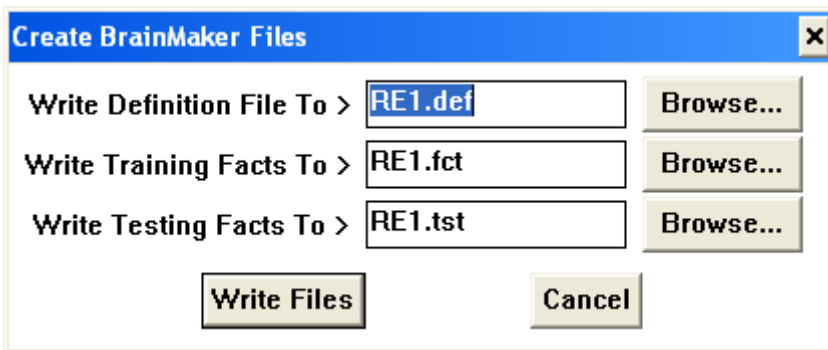 Create BrainMaker Files
Write Definition File To > RE1.def Browse...
Write Training Facts To > RE1.fct Browse...
Write Testing Facts To > RE1.tst Browse...
Write Files Cancel